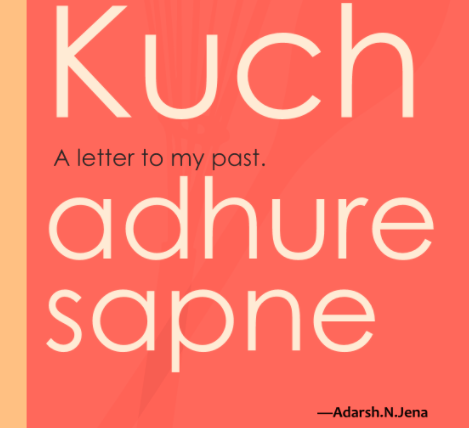 Kuch
A letter to my past.
adhure
sapne
—Adarsh.N.Jena